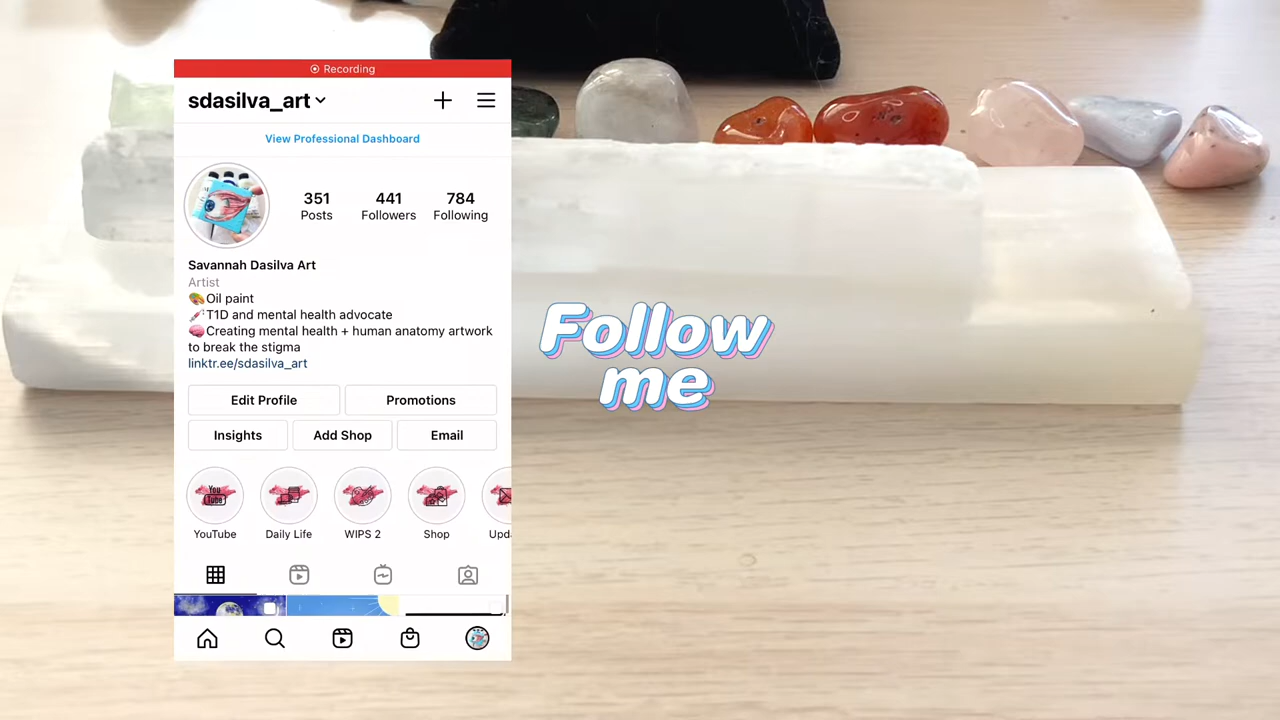 Recording
sdasilva_art
View Professional Dashboard
351
441
784
Posts
Followers
Following
Savannah Dasilva Art
Artist
Oil paint
T1D and mental health advocate
Creating mental health + human anatomy artwork
to break the stigma
linktr.ee/sdasilva_art
Follow
me
Edit Profile
Promotions
Insights
Add Shop
Email
You
Tube
YouTube
Daily Life
WIPS 2
Shop